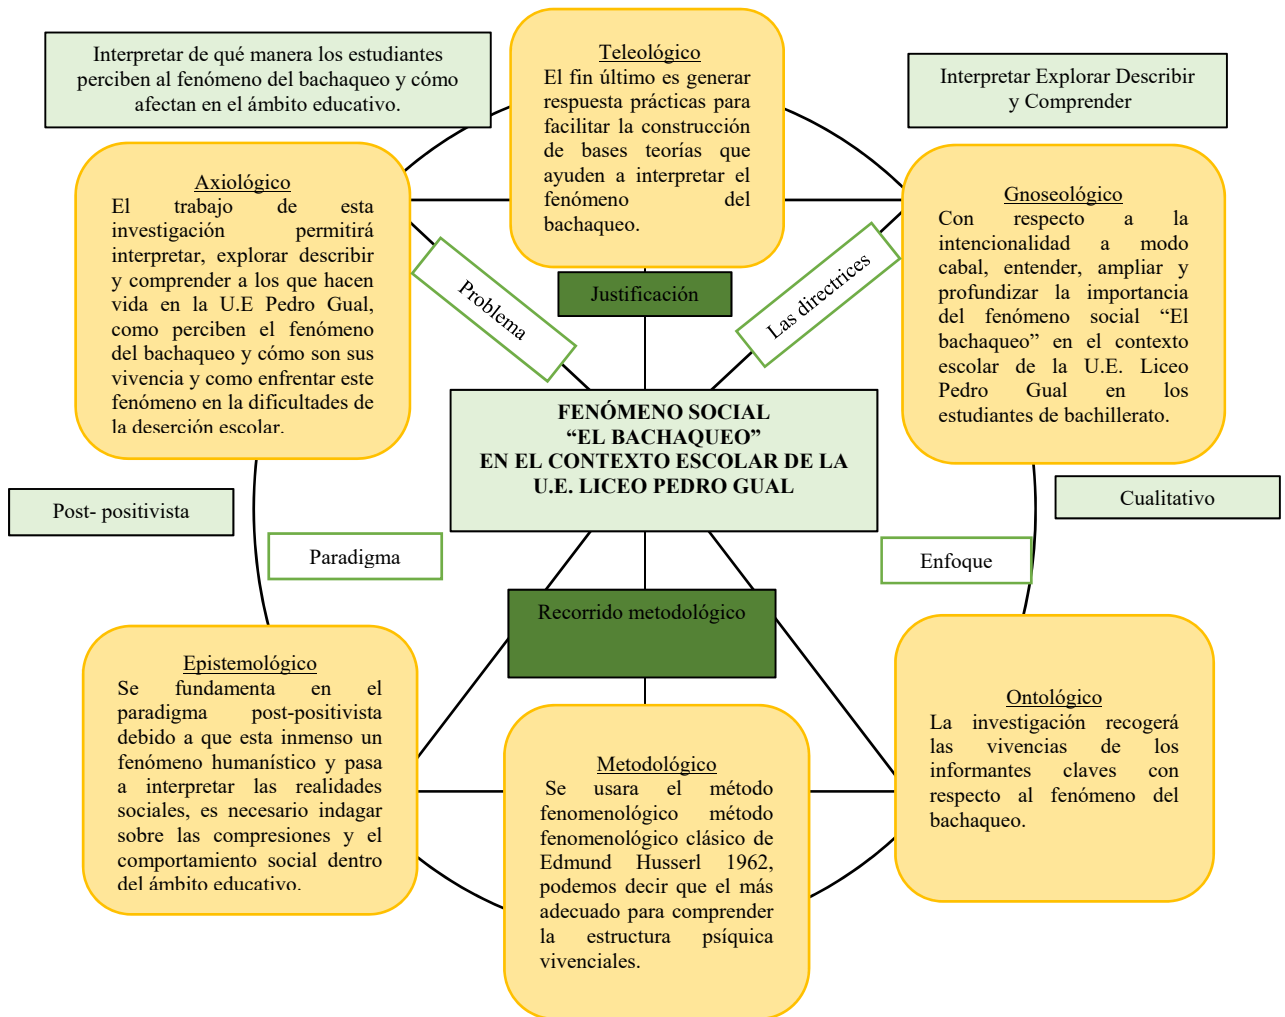 Interpretar de qué manera los estudiantes
perciben al fenómeno del bachaqueo y cómo
afectan en el ámbito educativo.
Teleológico
El fin último es generar
respuesta prácticas para
facilitar la construcción
de bases teorías que
ayuden a interpretar el
fenómeno del
bachaqueo.
Interpretar Explorar Describir
y Comprender
Axiológico
El trabajo de esta
investigación permitirá
interpretar, explorar describir
y comprender a los que hacen
vida en la U.E Pedro Gual,
como perciben el fenómeno
del bachaqueo y cómo son sus
vivencia y como enfrentar este
fenómeno en la dificultades de
la deserción escolar.
Problema
Justificación
Las directrices
Gnoseológico
Con respecto a la
intencionalidad a modo
cabal, entender, ampliar y
profundizar la importancia
del fenómeno social “El
bachaqueo” en el contexto
escolar de la U.E. Liceo
Pedro Gual en los
estudiantes de bachillerato.
FENÓMENO SOCIAL
“EL BACHAQUEO”
EN EL CONTEXTO ESCOLAR DE LA
U.E. LICEO PEDRO GUAL
Post- positivista
Paradigma
Cualitativo
Enfoque
Recorrido metodológico
Epistemológico
Se fundamenta en el
paradigma post-positivista
debido a que esta inmenso un
fenómeno humanístico y pasa
a interpretar las realidades
sociales, es necesario indagar
sobre las compresiones y el
comportamiento social dentro
del ámbito educativo.
Metodológico
Se usara el método
fenomenológico método
fenomenológico clásico de
Edmund Husserl 1962,
podemos decir que el más
adecuado para comprender
la estructura psíquica
vivenciales.
Ontológico
La investigación recogerá
las vivencias de los
informantes claves con
respecto al fenómeno del
bachaqueo.